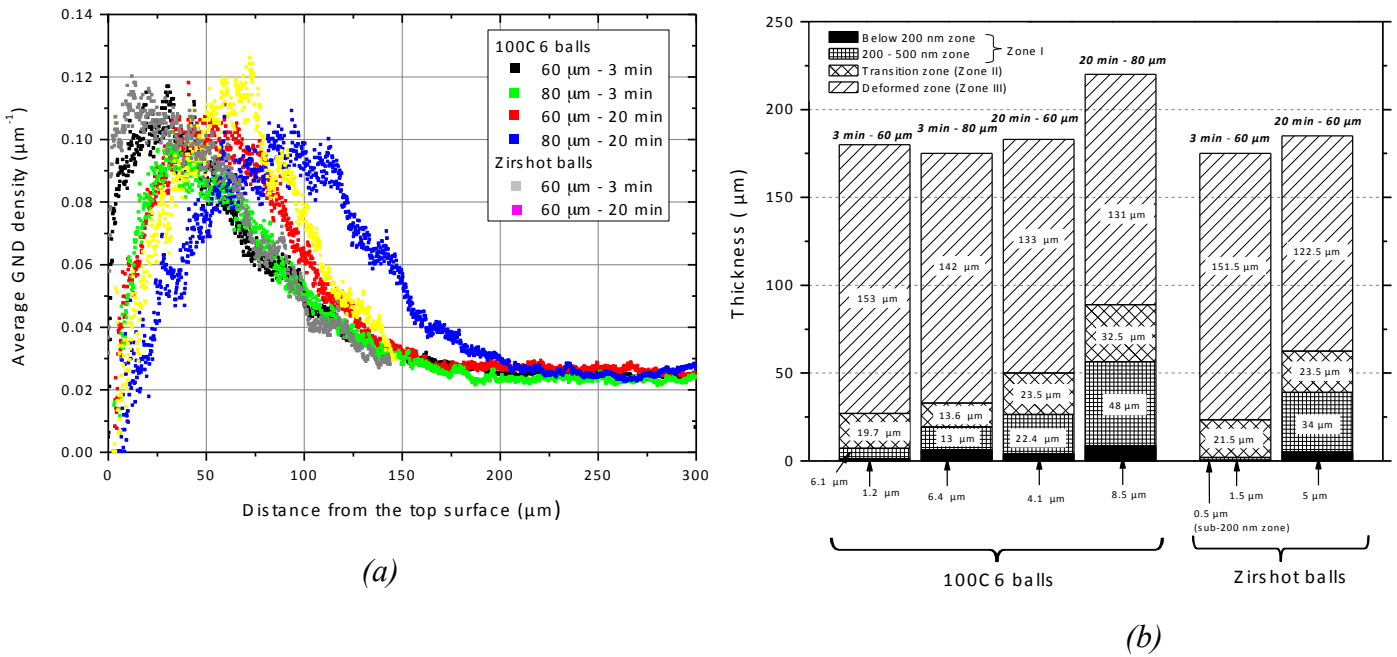 0.14
0.12
0.10
0.08
0.06
0.04
0.02
0.00
Average GND density (µm⁻¹)
0
50
100
150
200
250
300
Distance from the top surface (µm)
100C6 balls
60 µm - 3 min
80 µm - 3 min
60 µm - 20 min
80 µm - 20 min
Zirshot balls
60 µm - 3 min
60 µm - 20 min
(a)
250
200
150
100
50
0
Thickness ( µm)
Below 200 nm zone
200 - 500 nm zone
Zone I
Transition zone (Zone II)
Deformed zone (Zone III)
3 min - 60 µm
3 min - 80 µm
20 min - 60 µm
20 min - 80 µm
3 min - 60 µm
20 min - 60 µm
153 µm
142 µm
133 µm
131 µm
151.5 µm
122.5 µm
19.7 µm
13.6 µm
23.5 µm
32.5 µm
21.5 µm
23.5 µm
13 µm
22.4 µm
48 µm
34 µm
6.1 µm
1.2 µm
6.4 µm
4.1 µm
8.5 µm
0.5 µm
(sub-200 nm zone)
1.5 µm
5 µm
100C6 balls
Zirshot balls
(b)